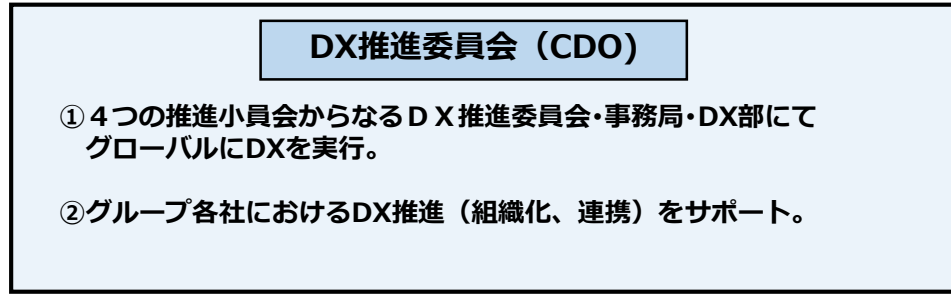 DX推進委員会（CDO)
①４つの推進小員会からなるＤＸ推進委員会･事務局･DX部にて
グローバルにDXを実行。
②グループ各社におけるDX推進（組織化、連携）をサポート。